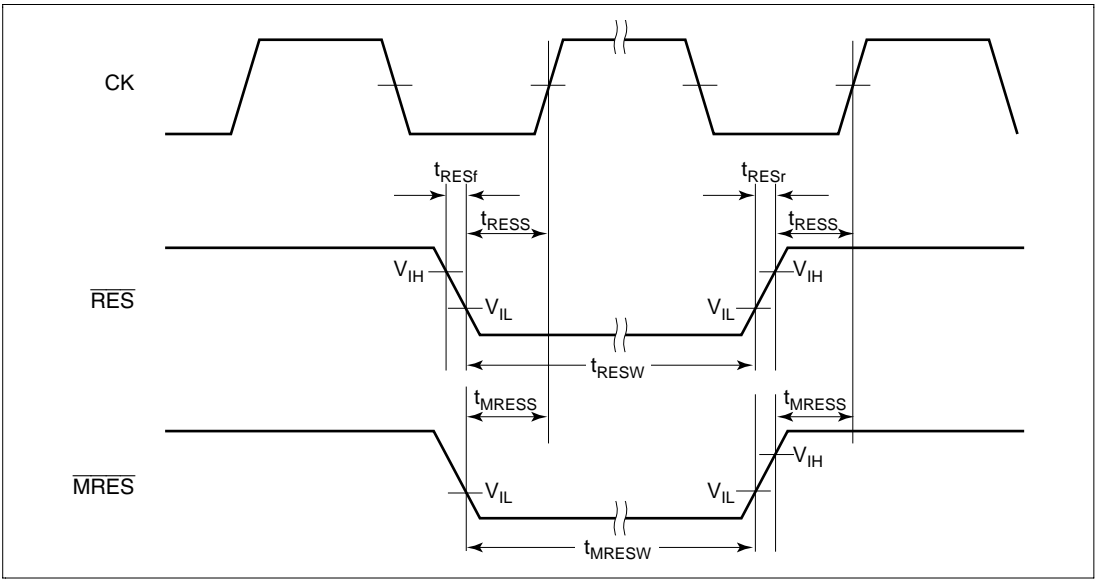 CK
tRESf
tRESr
tRESS
tRESS
VIH
VIH
RES
VIL
VIL
tRESW
tMRESS
tMRESS
VIH
MRES
VIL
VIL
tMRESW